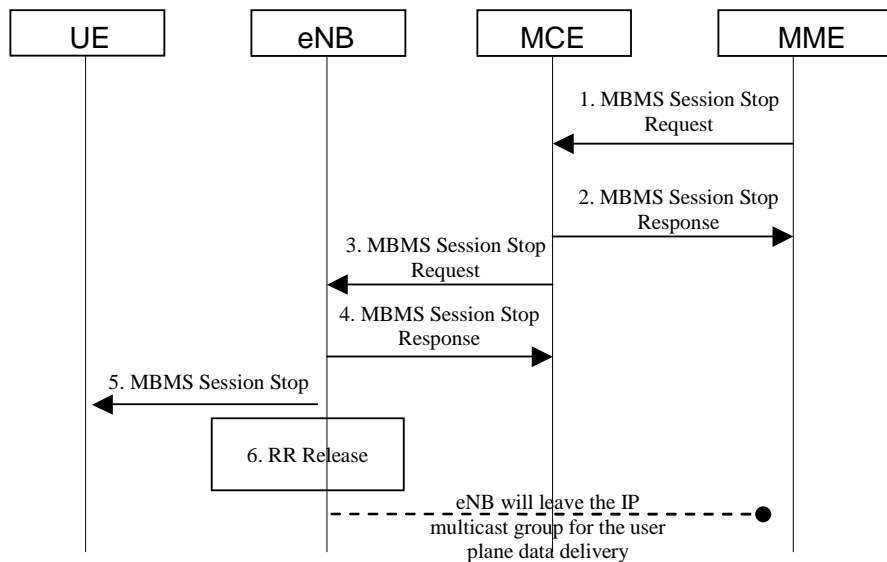 UE
eNB
MCE
MME
1. MBMS Session Stop
Request
2. MBMS Session Stop
Response
3. MBMS Session Stop
Request
4. MBMS Session Stop
Response
5. MBMS Session Stop
6. RR Release
eNB will leave the IP
multicast group for the user
plane data delivery